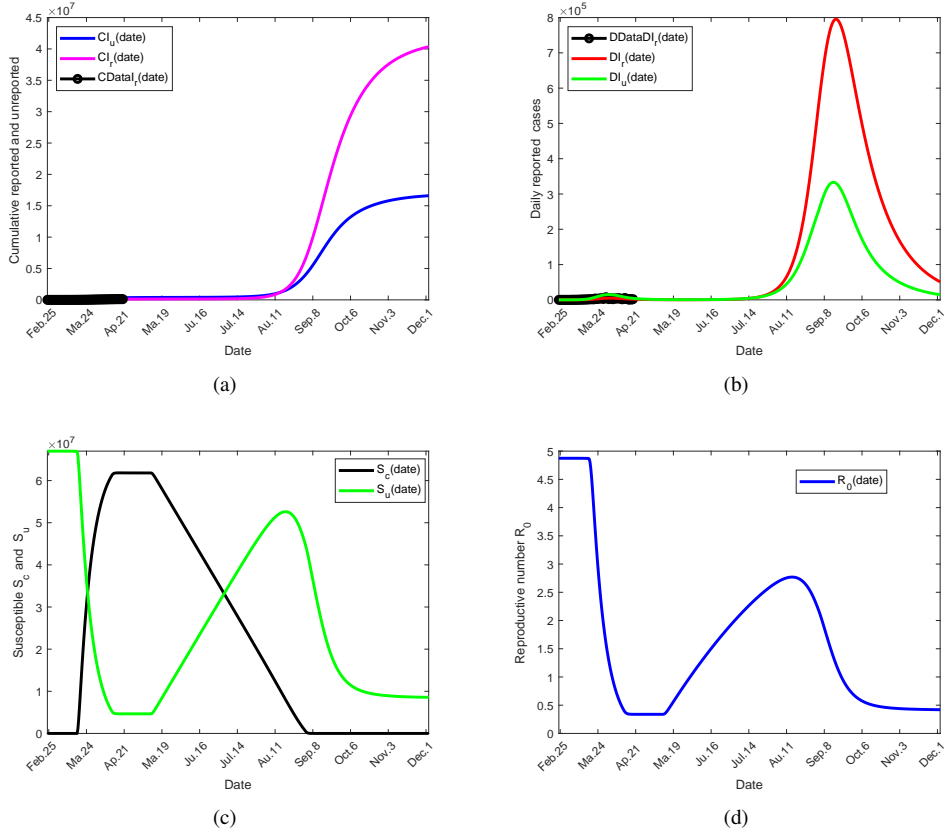 ×10^7
4.5
4
3.5
3
2.5
2
1.5
1
0.5
0
Cumulative reported and unreported
CI_u(date)
CI_r(date)
CDataI_r(date)
Feb.25 Ma.24 Ap.21 Ma.19 Ju.16 Jul.14 Au.11 Sep.8 Oct.6 Nov.3 Dec.1
Date
(a)
×10^5
8
7
6
5
4
3
2
1
0
Daily reported cases
DDataDI_r(date)
DI_r(date)
DI_u(date)
Feb.25 Ma.24 Ap.21 Ma.19 Ju.16 Jul.14 Au.11 Sep.8 Oct.6 Nov.3 Dec.1
Date
(b)
×10^7
6
5
4
3
2
1
0
Susceptible S_c and S_u
S_c(date)
S_u(date)
Feb.25 Ma.24 Ap.21 Ma.19 Ju.16 Jul.14 Au.11 Sep.8 Oct.6 Nov.3 Dec.1
Date
(c)
5
4.5
4
3.5
3
2.5
2
1.5
1
0.5
0
Reproductive number R_0
R_0(date)
Feb.25 Ma.24 Ap.21 Ma.19 Ju.16 Jul.14 Au.11 Sep.8 Oct.6 Nov.3 Dec.1
Date
(d)